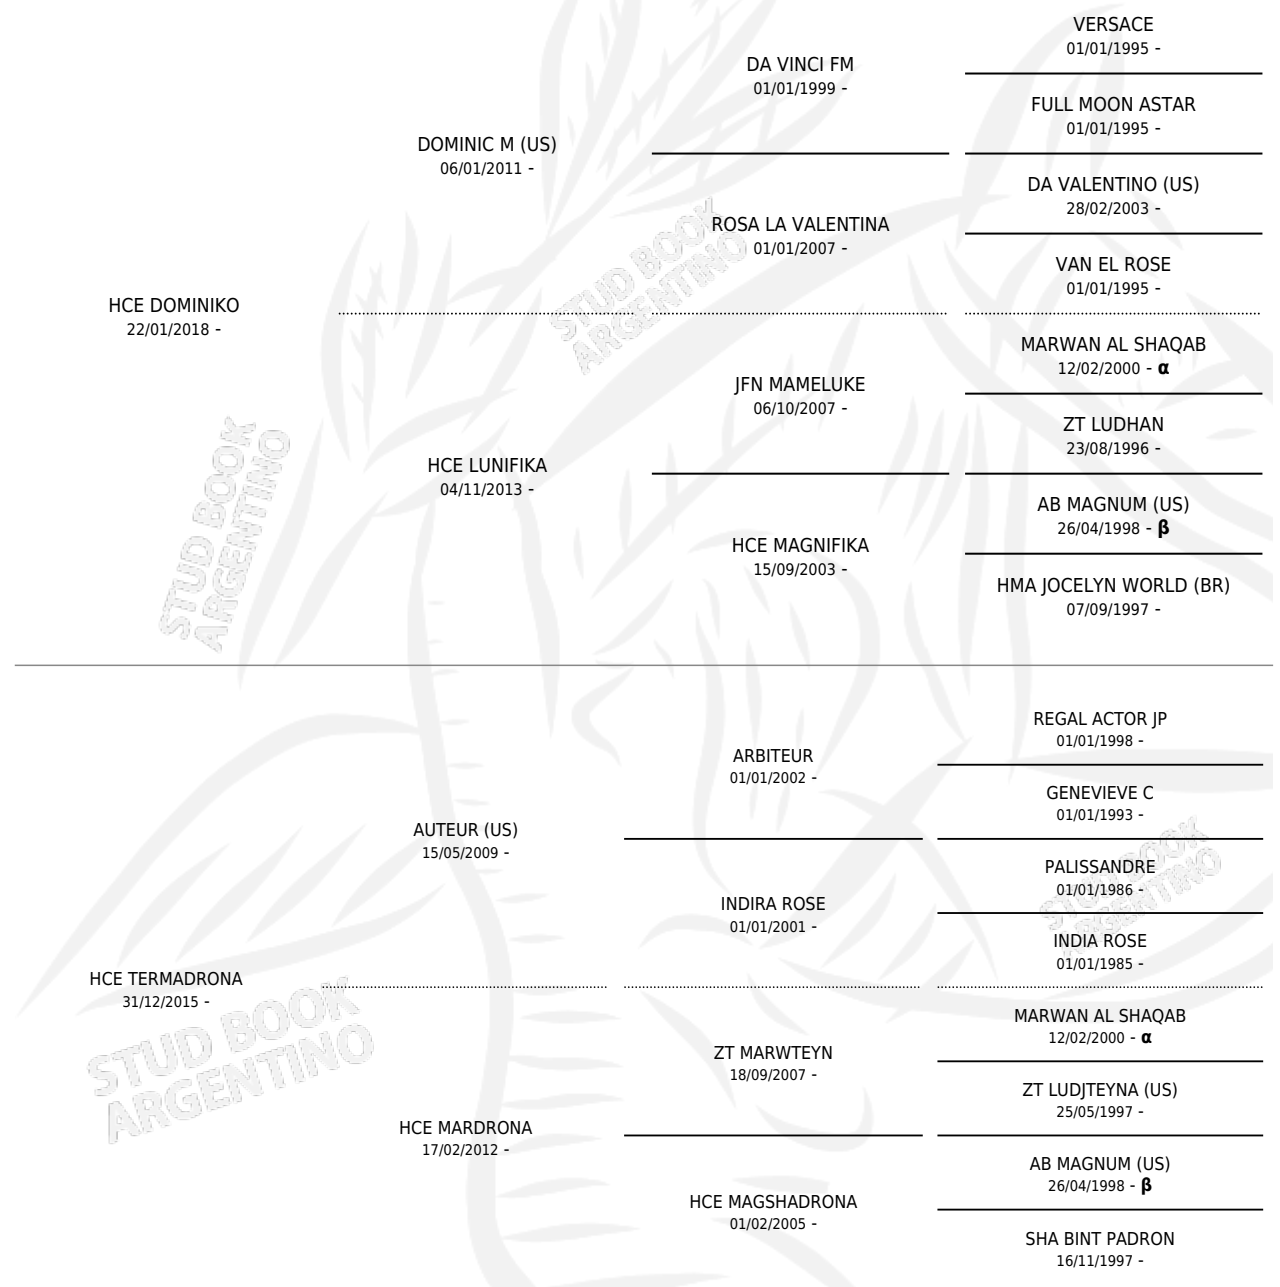 VERSACE
01/01/1995 -
DA VINCI FM
01/01/1999 -
FULL MOON ASTAR
01/01/1995 -
DOMINIC M (US)
06/01/2011 -
DA VALENTINO (US)
28/02/2003 -
ROSA LA VALENTINA
01/01/2007 -
VAN EL ROSE
01/01/1995 -
HCE DOMINIKO
22/01/2018 -
MARWAN AL SHAQAB
12/02/2000 - α
JFN MAMELUKE
06/10/2007 -
ZT LUDHAN
23/08/1996 -
HCE LUNIFIKA
04/11/2013 -
AB MAGNUM (US)
26/04/1998 - β
HCE MAGNIFIKA
15/09/2003 -
HMA JOCELYN WORLD (BR)
07/09/1997 -
REGAL ACTOR JP
01/01/1998 -
ARBITEUR
01/01/2002 -
GENEVIEVE C
01/01/1993 -
AUTEUR (US)
15/05/2009 -
PALISSANDRE
01/01/1986 -
INDIRA ROSE
01/01/2001 -
INDIA ROSE
01/01/1985 -
HCE TERMADRONA
31/12/2015 -
MARWAN AL SHAQAB
12/02/2000 - α
ZT MARWTEYN
18/09/2007 -
ZT LUDJTEYNA (US)
25/05/1997 -
HCE MARDRONA
17/02/2012 -
AB MAGNUM (US)
26/04/1998 - β
HCE MAGSHADRONA
01/02/2005 -
SHA BINT PADRON
16/11/1997 -
STUD BOOK
ARGENTINO
STUD BOOK
ARGENTINO
STUD BOOK
ARGENTINO
STUD BOOK
ARGENTINO